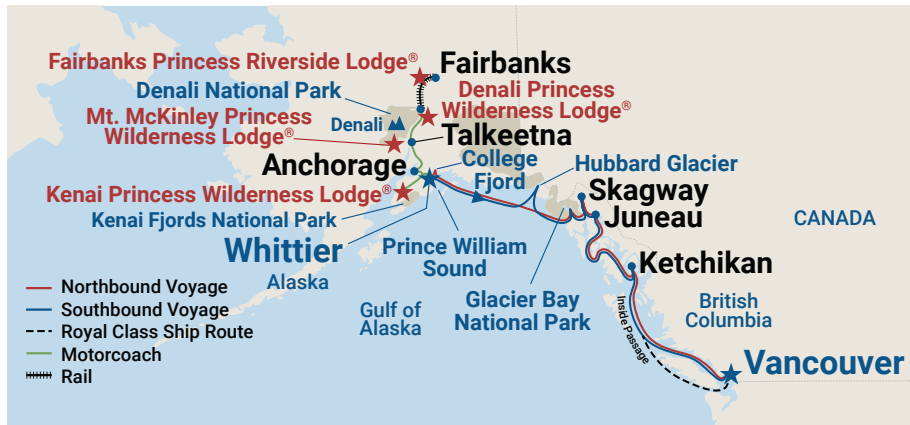 Fairbanks
Fairbanks Princess Riverside Lodge®
Denali National Park
Denali Princess
Wilderness Lodge®
Mt. McKinley Princess
Wilderness Lodge®
Denali
Talkeetna
Anchorage
College
Fjord
Hubbard Glacier
Kenai Princess Wilderness Lodge®
Skagway
Juneau
Kenai Fjords National Park
CANADA
Whittier
Prince William
Sound
Ketchikan
Alaska
Glacier Bay
National Park
Gulf of
Alaska
British
Columbia
Inside Passage
Vancouver
Northbound Voyage
Southbound Voyage
Royal Class Ship Route
Motorcoach
Rail